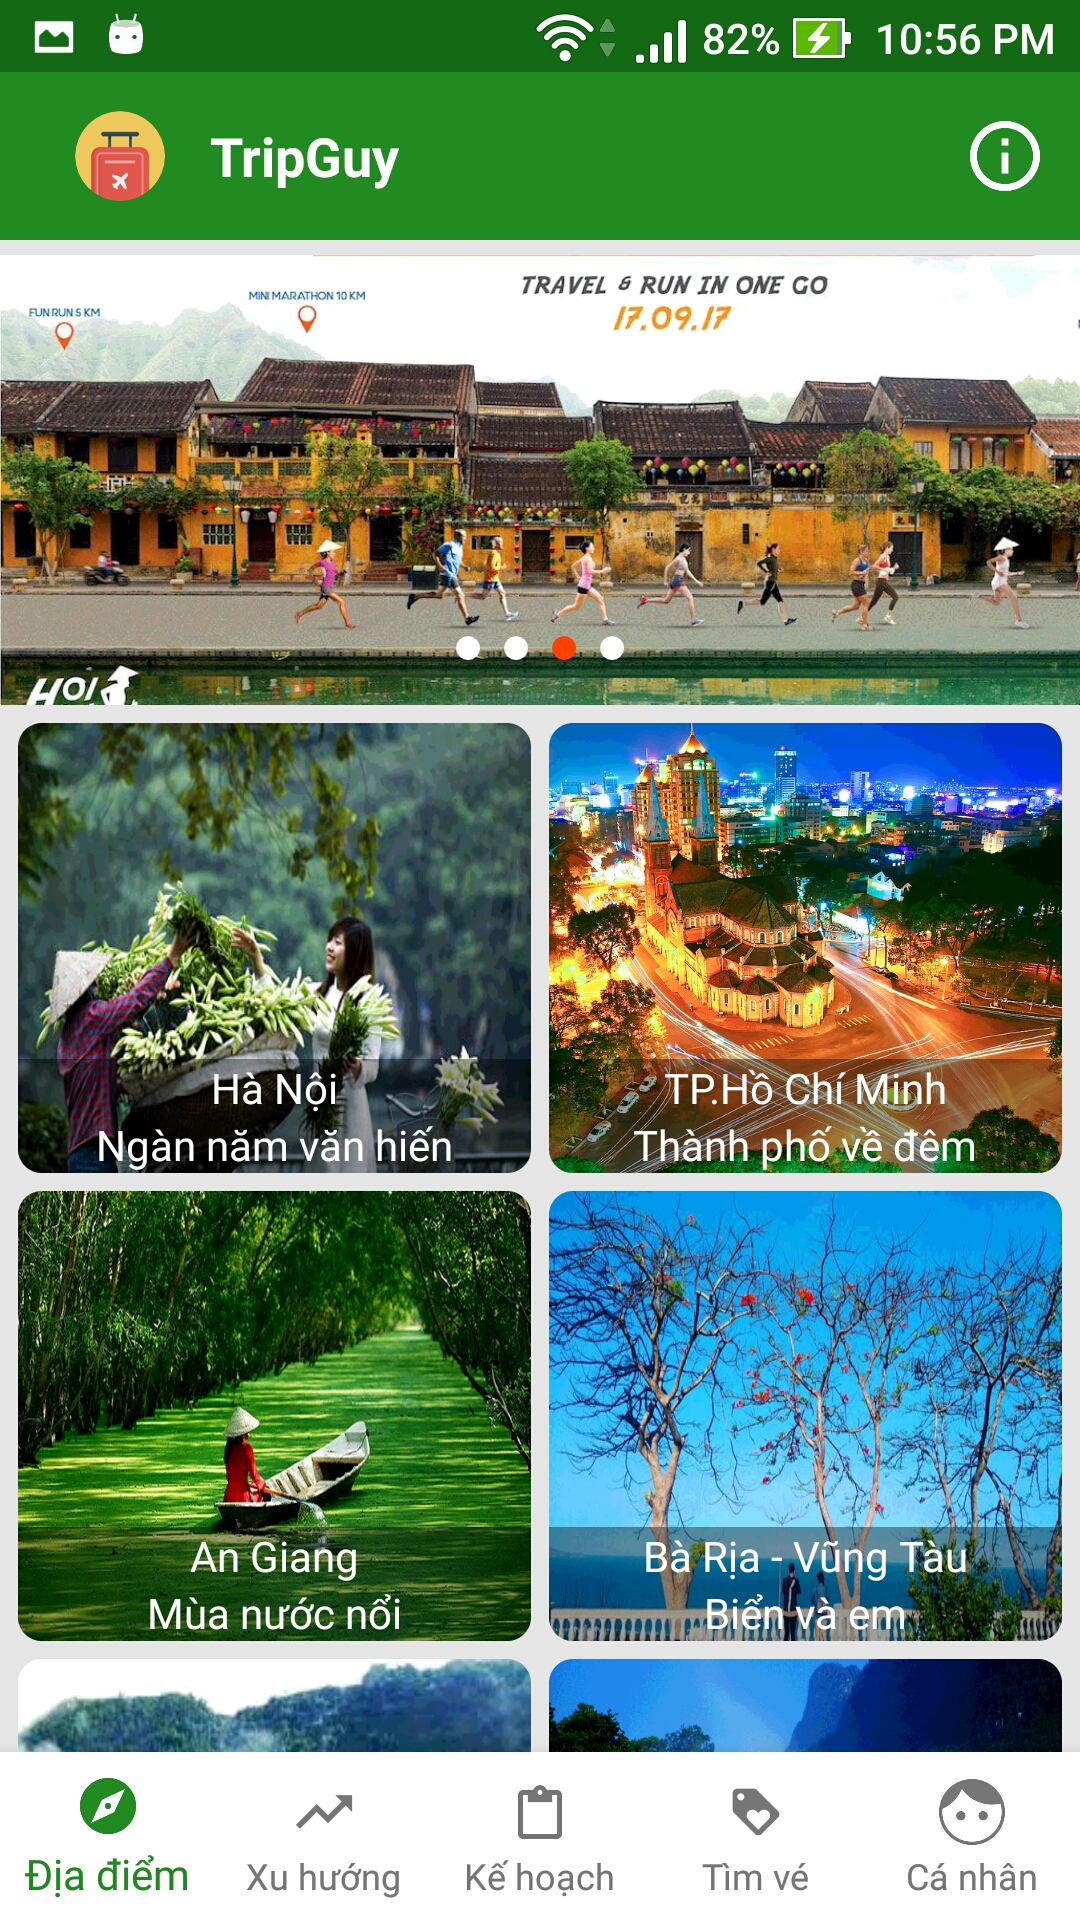 82% 10:56 PM
TripGuy
TRAVEL & RUN IN ONE GO
17.09.17
MINI MARATHON 10 KM
FUN RUN 5 KM
HOI
Hà Nội
Ngàn năm văn hiến
TP.Hồ Chí Minh
Thành phố về đêm
An Giang
Mùa nước nổi
Bà Rịa - Vũng Tàu
Biển và em
Địa điểm
Xu hướng
Kế hoạch
Tìm vé
Cá nhân